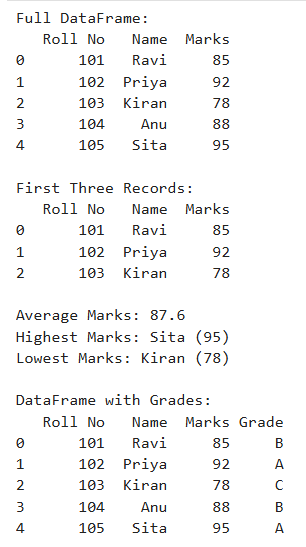 Full DataFrame:
   Roll No   Name  Marks
0      101   Ravi     85
1      102  Priya     92
2      103  Kiran     78
3      104    Anu     88
4      105   Sita     95
First Three Records:
   Roll No   Name  Marks
0      101   Ravi     85
1      102  Priya     92
2      103  Kiran     78
Average Marks: 87.6
Highest Marks: Sita (95)
Lowest Marks: Kiran (78)
DataFrame with Grades:
   Roll No   Name  Marks Grade
0      101   Ravi     85     B
1      102  Priya     92     A
2      103  Kiran     78     C
3      104    Anu     88     B
4      105   Sita     95     A